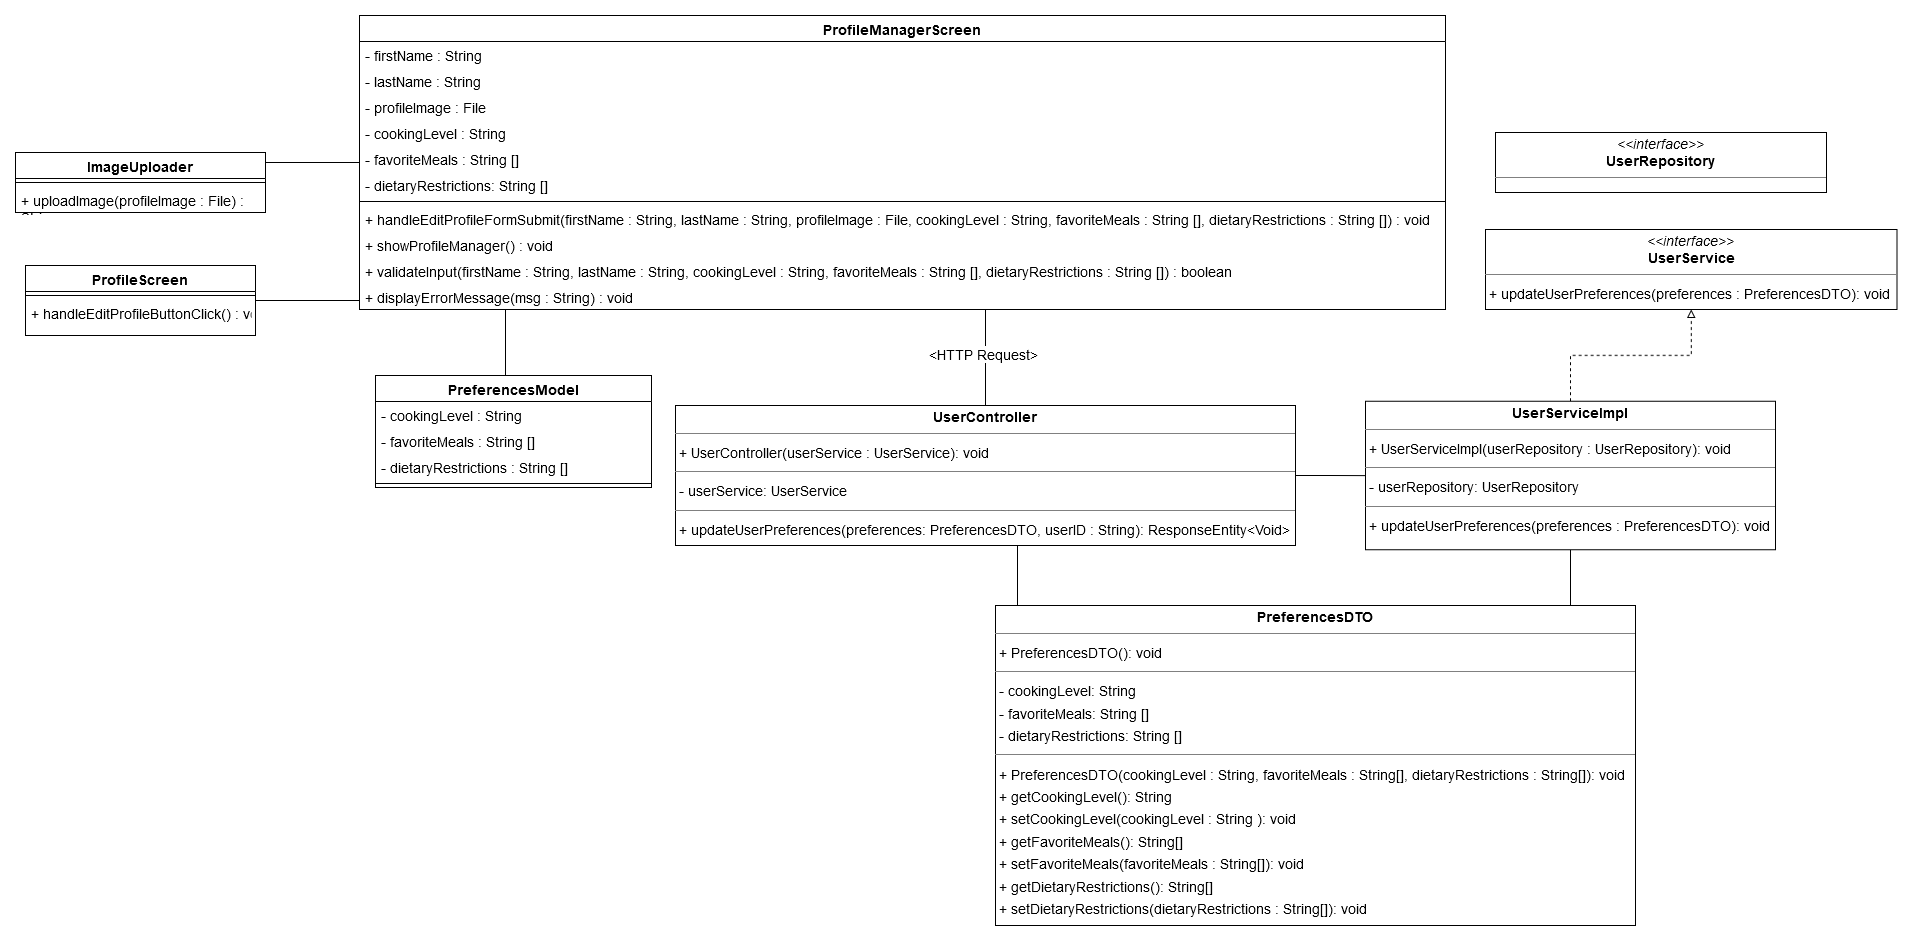 ProfileManagerScreen
- firstName : String
- lastName : String
- profileImage : File
- cookingLevel : String
- favoriteMeals : String []
- dietaryRestrictions: String []
+ handleEditProfileFormSubmit(firstName : String, lastName : String, profileImage : File, cookingLevel : String, favoriteMeals : String [], dietaryRestrictions : String []) : void
+ showProfileManager() : void
+ validateInput(firstName : String, lastName : String, cookingLevel : String, favoriteMeals : String [], dietaryRestrictions : String []) : boolean
+ displayErrorMessage(msg : String) : void
ImageUploader
+ uploadImage(profileImage : File) :
ProfileScreen
+ handleEditProfileButtonClick() :
<<interface>>
UserRepository
<<interface>>
UserService
+ updateUserPreferences(preferences : PreferencesDTO): void
<HTTP Request>
PreferencesModel
- cookingLevel : String
- favoriteMeals : String []
- dietaryRestrictions : String []
UserController
+ UserController(userService : UserService): void
- userService: UserService
+ updateUserPreferences(preferences: PreferencesDTO, userID : String): ResponseEntity<Void>
UserServiceImpl
+ UserServiceImpl(userRepository : UserRepository): void
- userRepository: UserRepository
+ updateUserPreferences(preferences : PreferencesDTO): void
PreferencesDTO
+ PreferencesDTO(): void
- cookingLevel: String
- favoriteMeals: String []
- dietaryRestrictions: String []
+ PreferencesDTO(cookingLevel : String, favoriteMeals : String[], dietaryRestrictions : String[]): void
+ getCookingLevel(): String
+ setCookingLevel(cookingLevel : String ): void
+ getFavoriteMeals(): String[]
+ setFavoriteMeals(favoriteMeals : String[]): void
+ getDietaryRestrictions(): String[]
+ setDietaryRestrictions(dietaryRestrictions : String[]): void